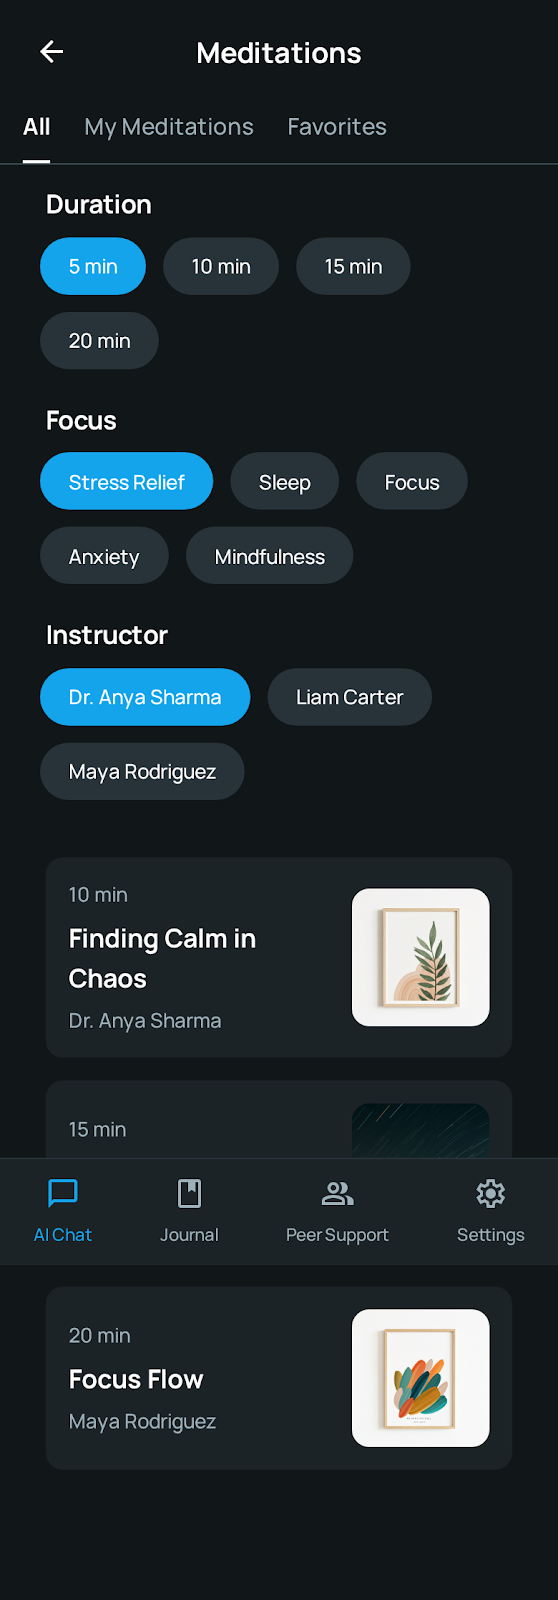 Meditations
All My Meditations Favorites
Duration
5 min 10 min 15 min
20 min
Focus
Stress Relief Sleep Focus
Anxiety Mindfulness
Instructor
Dr. Anya Sharma Liam Carter
Maya Rodriguez
10 min
Finding Calm in
Chaos
Dr. Anya Sharma
15 min
AI Chat Journal Peer Support Settings
20 min
Focus Flow
Maya Rodriguez